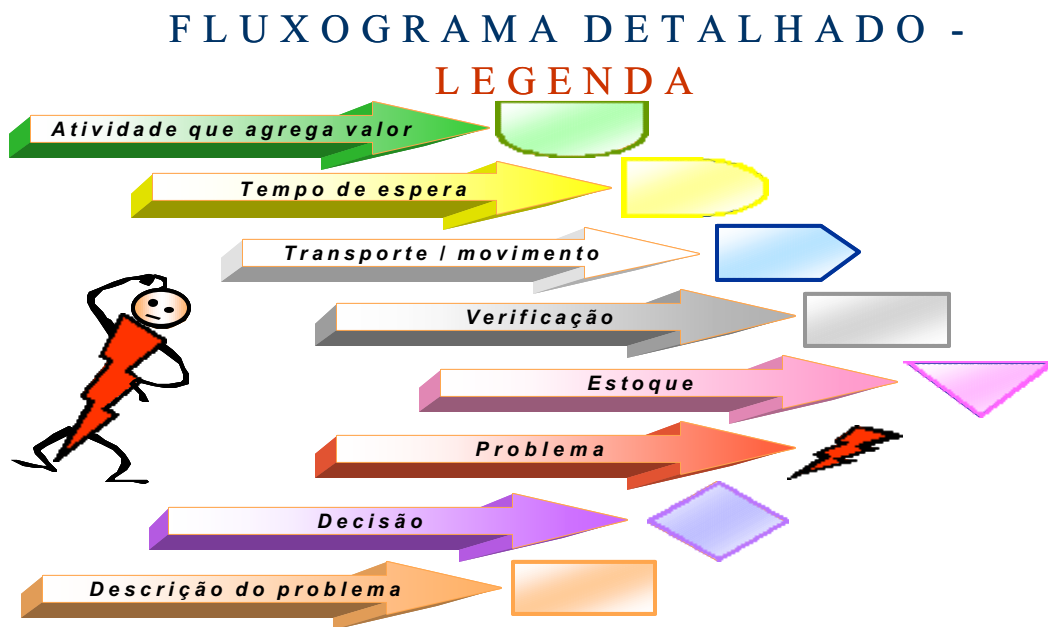 FLUXOGRAMA DETALHADO -
LEGENDA
Atividade que agrega valor
Tempo de espera
Transporte / movimento
Verificação
Estoque
Problema
Decisão
Descrição do problema